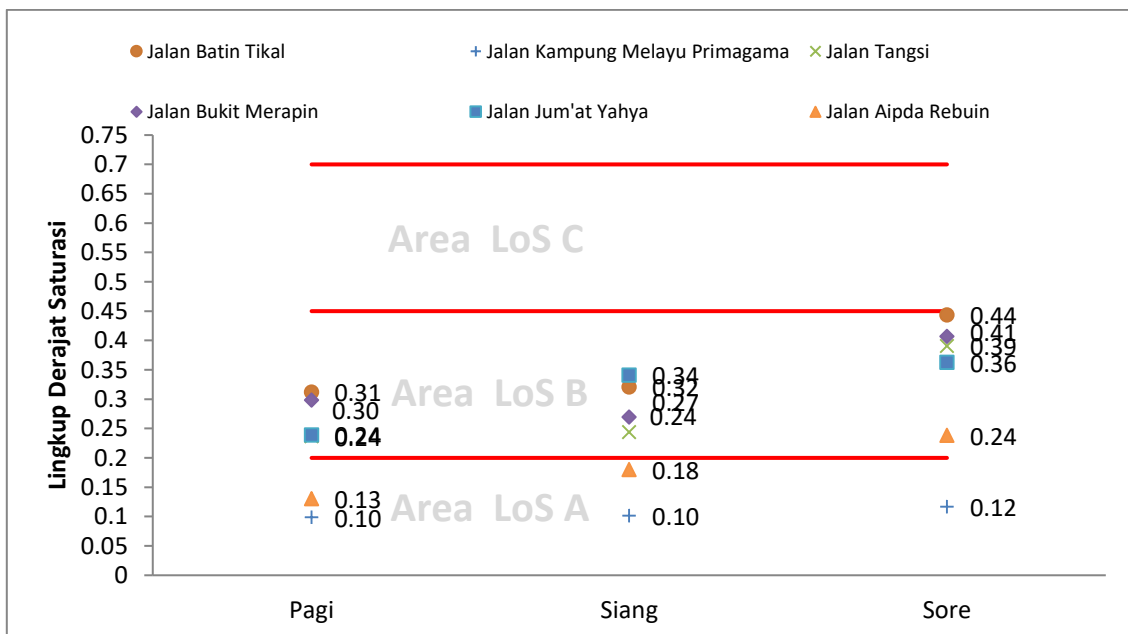 Jalan Batin Tikal
Jalan Kampung Melayu Primagama
Jalan Tangsi
Jalan Bukit Merapin
Jalan Jum'at Yahya
Jalan Aipda Rebuin
Lingkup Derajat Saturasi
0.75
0.7
0.65
0.6
0.55
0.5
0.45
0.4
0.35
0.3
0.25
0.2
0.15
0.1
0.05
0
Area LoS C
Area LoS B
Area LoS A
0.31
0.30
0.24
0.24
0.13
0.10
0.34
0.32
0.27
0.24
0.18
0.10
0.44
0.41
0.39
0.36
0.24
0.12
Pagi
Siang
Sore